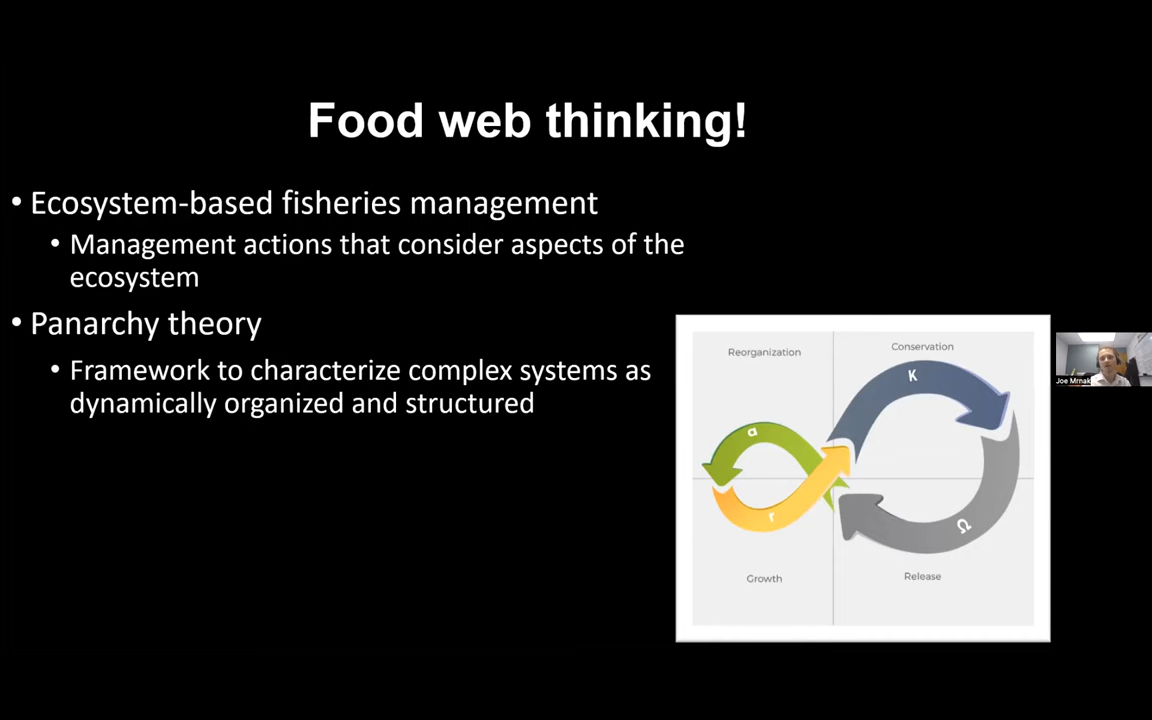 Food web thinking!
• Ecosystem-based fisheries management
• Management actions that consider aspects of the
ecosystem
• Panarchy theory
• Framework to characterize complex systems as
dynamically organized and structured
Reorganization
Conservation
K
α
r
Ω
Growth
Release
Joe Mrnak